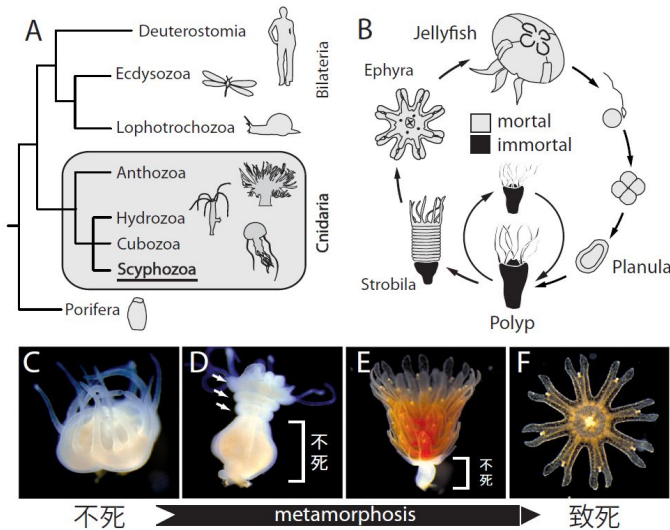 A
Deuterostomia
Ecdysozoa
Lophotrochozoa
Bilateria
Anthozoa
Hydrozoa
Cubozoa
Scyphozoa
Cnidaria
Porifera
B
Jellyfish
Ephyra
mortal
immortal
Planula
Strobila
Polyp
C
D
不死
E
不死
F
不死
metamorphosis
致死